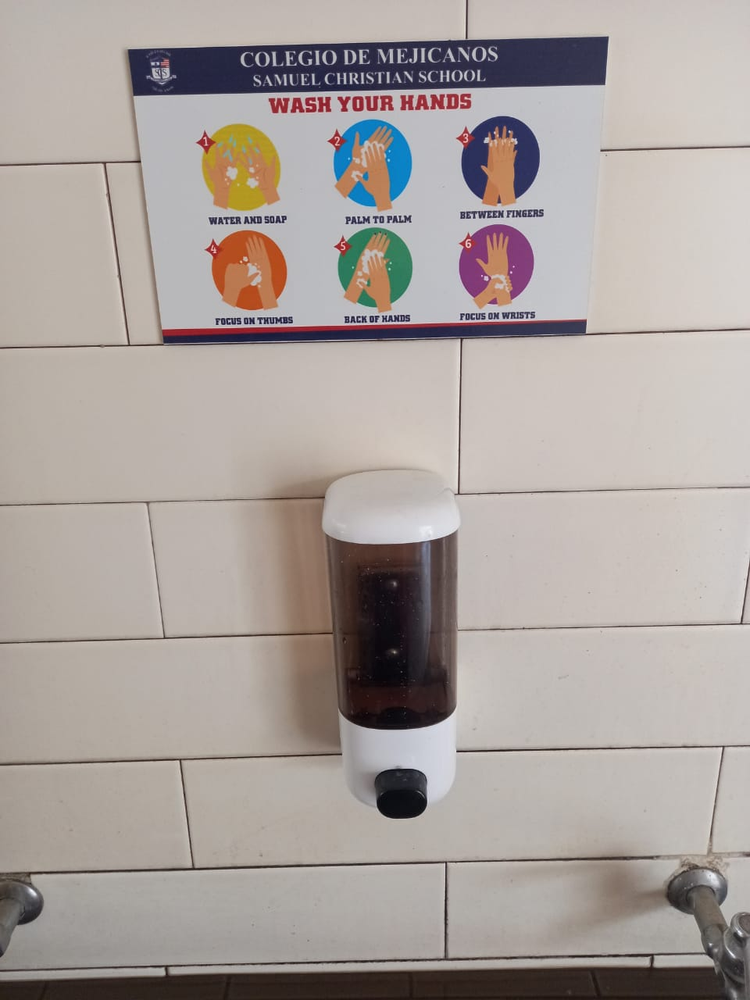 COLEGIO DE MEJICANOS
SAMUEL CHRISTIAN SCHOOL
WASH YOUR HANDS
1
2
3
WATER AND SOAP
PALM TO PALM
BETWEEN FINGERS
4
5
6
FOCUS ON THUMBS
BACK OF HANDS
FOCUS ON WRISTS